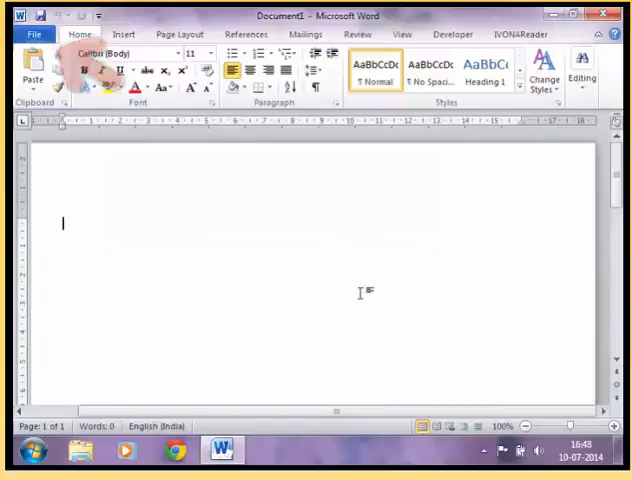 Document1 - Microsoft Word
File Home Insert Page Layout References Mailings Review View Developer IVONAReader
Calibri (Body) 11
Paste
AaBbCcDc AaBbCcDc AaBbC
¶ Normal ¶ No Spaci... Heading 1
Change Styles Editing
Clipboard Font Paragraph Styles
Page: 1 of 1 Words: 0 English (India) 100%
16:48
10-07-2014